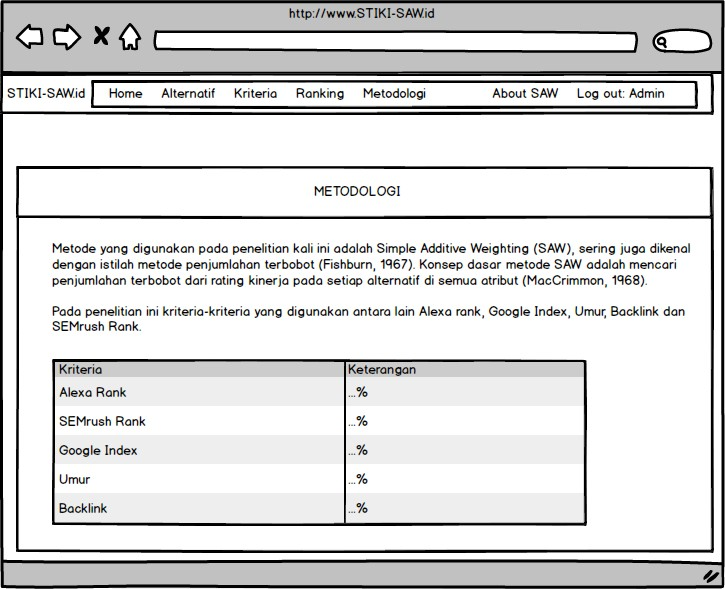 http://www.STIKI-SAW.id
STIKI-SAW.id Home Alternatif Kriteria Ranking Metodologi About SAW Log out: Admin
METODOLOGI
Metode yang digunakan pada penelitian kali ini adalah Simple Additive Weighting (SAW), sering juga dikenal
dengan istilah metode penjumlahan terbobot (Fishburn, 1967). Konsep dasar metode SAW adalah mencari
penjumlahan terbobot dari rating kinerja pada setiap alternatif di semua atribut (MacCrimmon, 1968).
Pada penelitian ini kriteria-kriteria yang digunakan antara lain Alexa rank, Google Index, Umur, Backlink dan
SEMrush Rank.
Kriteria Keterangan
Alexa Rank ...%
SEMrush Rank ...%
Google Index ...%
Umur ...%
Backlink ...%